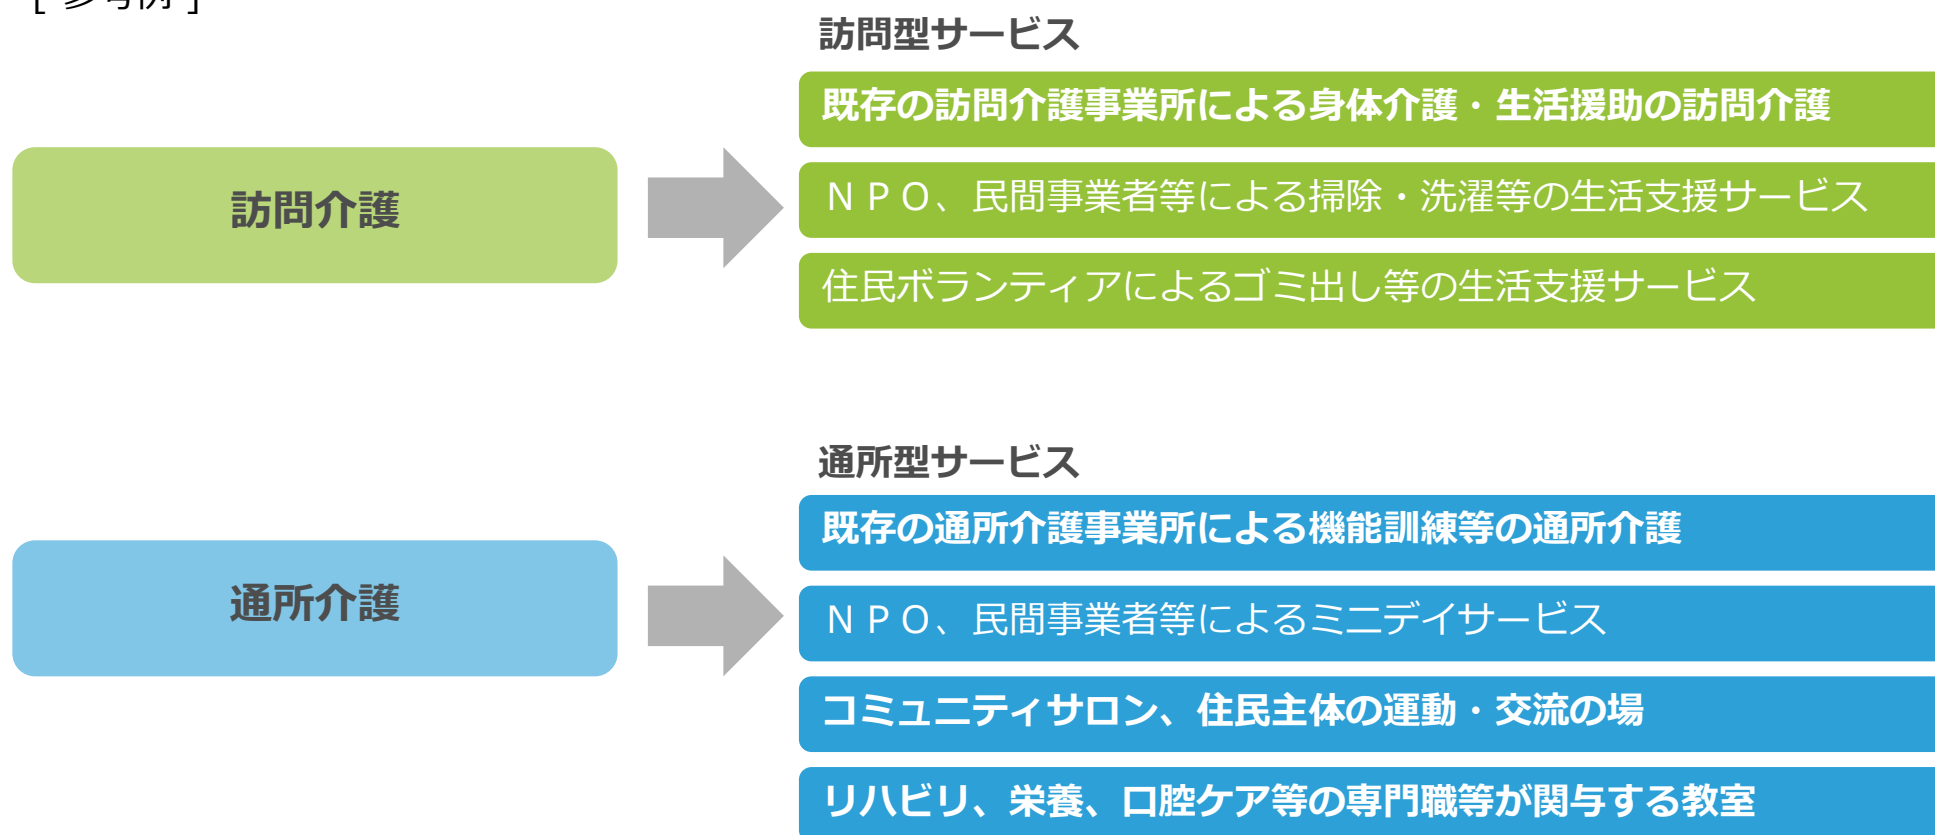 [ 参考例 ]
訪問型サービス
既存の訪問介護事業所による身体介護・生活援助の訪問介護
訪問介護
ＮＰＯ、民間事業者等による掃除・洗濯等の生活支援サービス
住民ボランティアによるゴミ出し等の生活支援サービス
通所型サービス
既存の通所介護事業所による機能訓練等の通所介護
通所介護
ＮＰＯ、民間事業者等によるミニデイサービス
コミュニティサロン、住民主体の運動・交流の場
リハビリ、栄養、口腔ケア等の専門職等が関与する教室